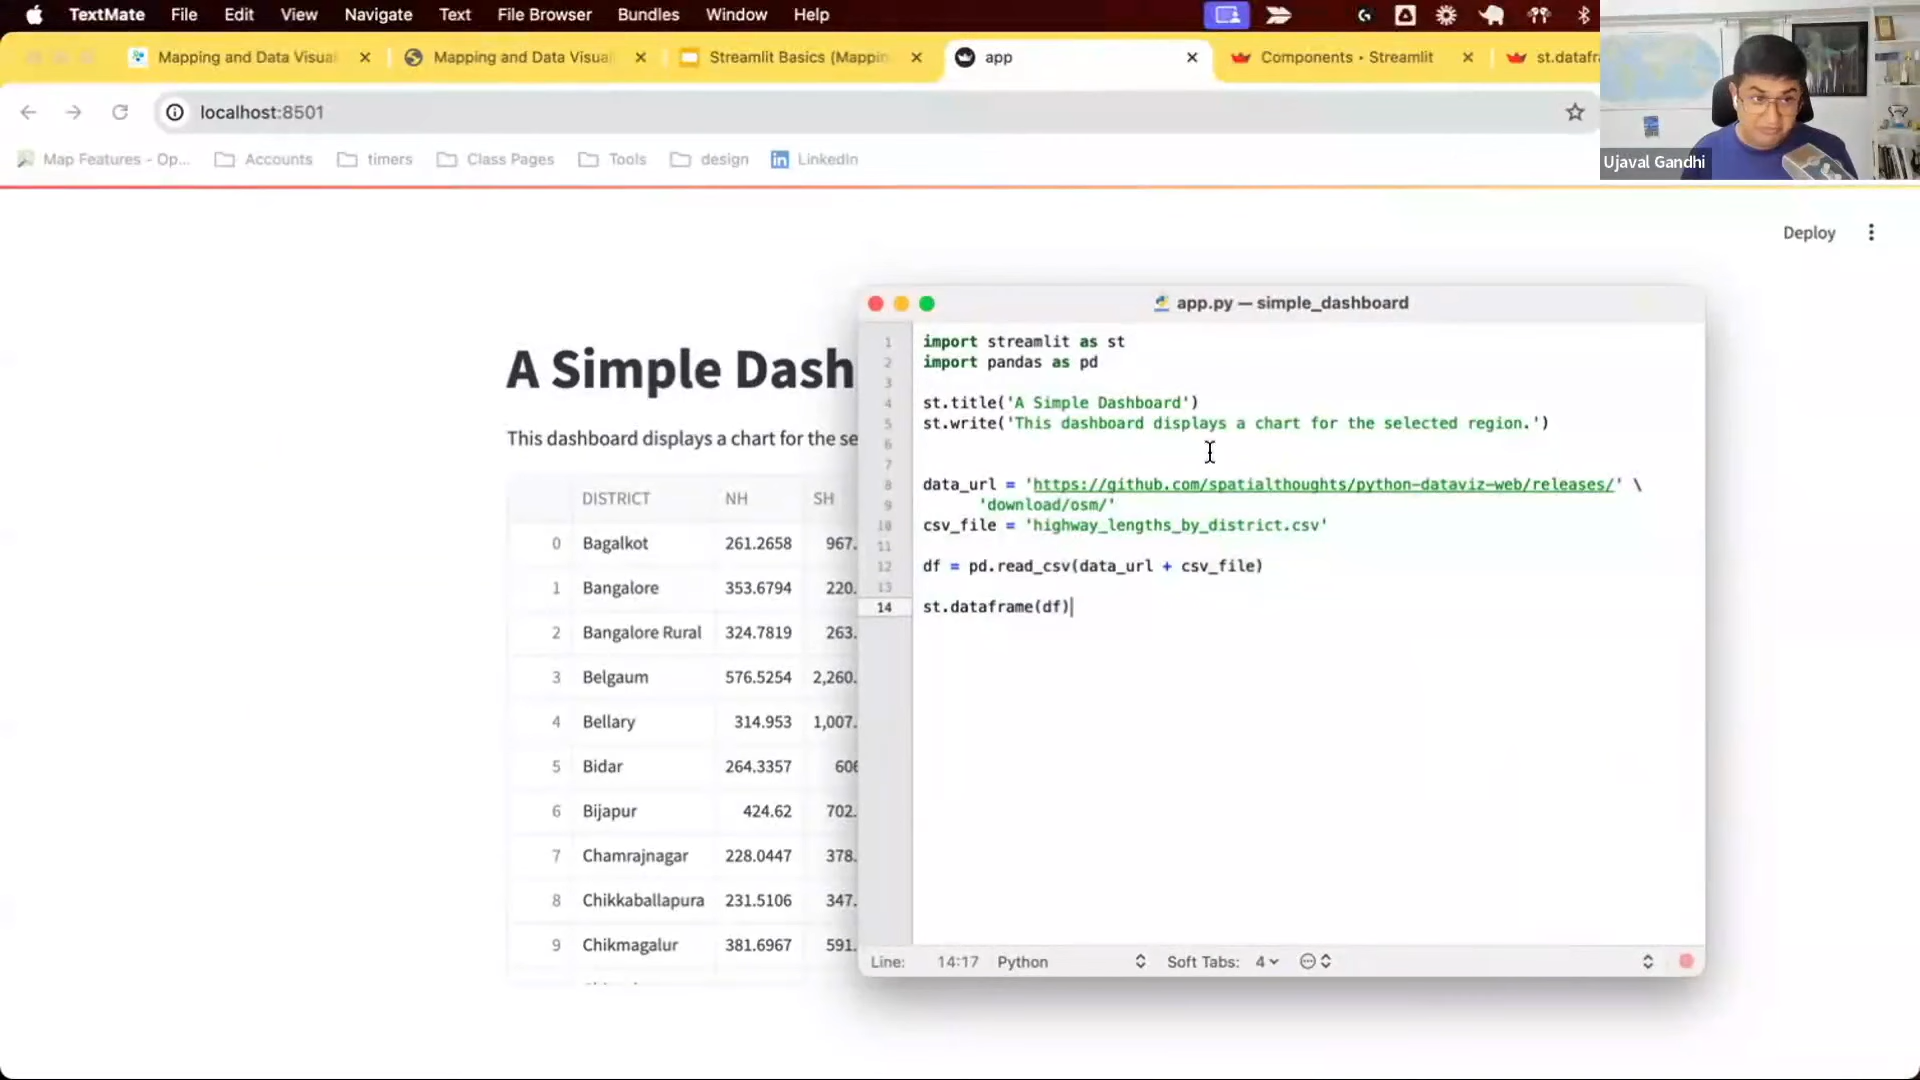 TextMate File Edit View Navigate Text File Browser Bundles Window Help
Mapping and Data Visual
Mapping and Data Visua
Streamlit Basics (Mappin
app
Components • Streamlit
st.datafr
localhost:8501
Map Features - Op...
Accounts
timers
Class Pages
Tools
design
LinkedIn
Ujaval Gandhi
Deploy
A Simple Dash
This dashboard displays a chart for the se
DISTRICT NH SH
0 Bagalkot 261.2658 967.
1 Bangalore 353.6794 220.
2 Bangalore Rural 324.7819 263.
3 Belgaum 576.5254 2,260.
4 Bellary 314.953 1,007.
5 Bidar 264.3357 606
6 Bijapur 424.62 702.
7 Chamrajnagar 228.0447 378.
8 Chikkaballapura 231.5106 347.
9 Chikmagalur 381.6967 591.
app.py — simple_dashboard
1 import streamlit as st
2 import pandas as pd
3
4 st.title('A Simple Dashboard')
5 st.write('This dashboard displays a chart for the selected region.')
6
7
8 data_url = 'https://github.com/spatialthoughts/python-dataviz-web/releases/' \
9 'download/osm/'
10 csv_file = 'highway_lengths_by_district.csv'
11
12 df = pd.read_csv(data_url + csv_file)
13
14 st.dataframe(df)
Line: 14:17 Python Soft Tabs: 4